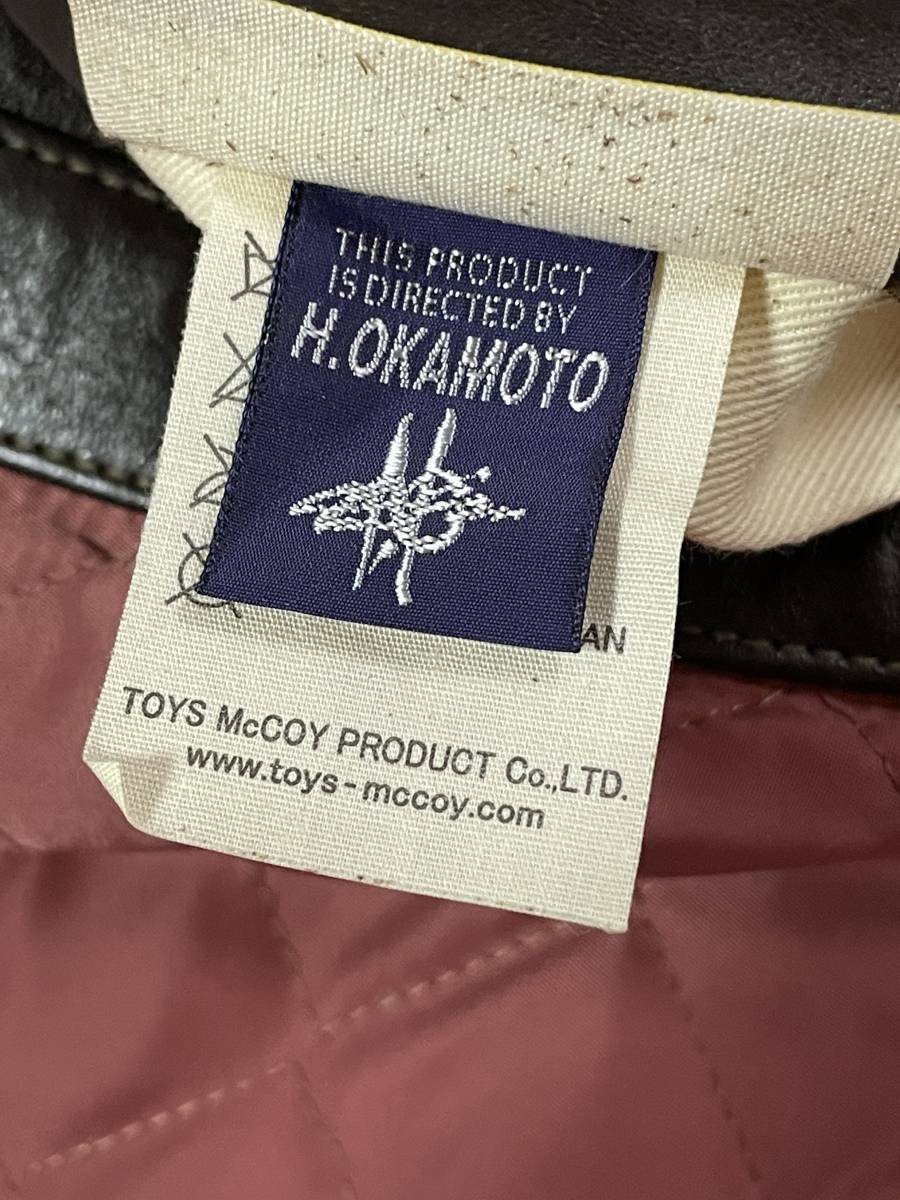 THIS PRODUCT
IS DIRECTED BY
H.OKAMOTO
TOYS McCOY PRODUCT Co.,LTD.
www.toys-mccoy.com